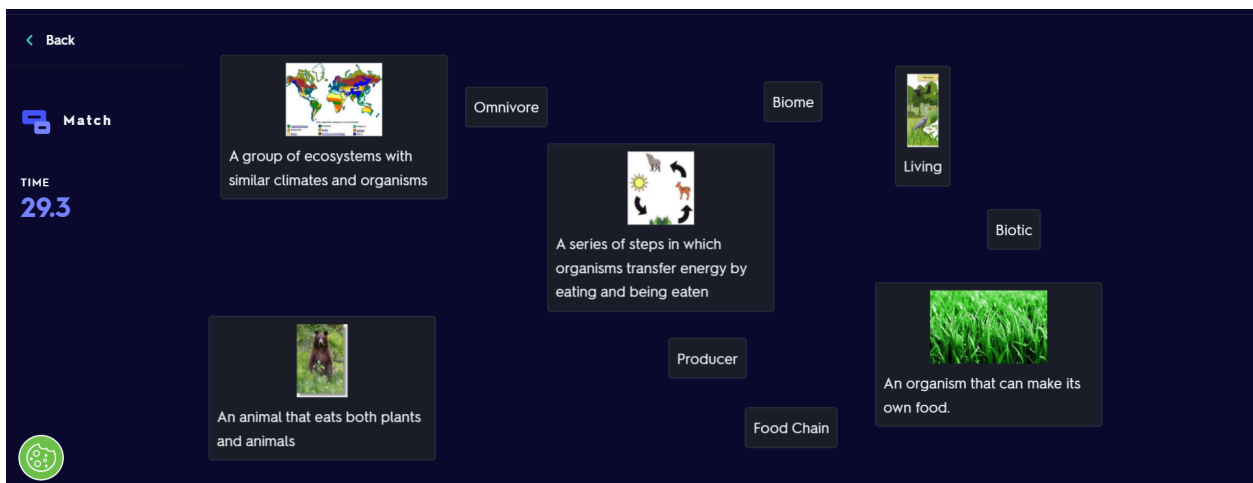 Back
Match
TIME
29.3
A group of ecosystems with
similar climates and organisms
Omnivore
Biome
Living
A series of steps in which
organisms transfer energy by
eating and being eaten
Biotic
An animal that eats both plants
and animals
Producer
An organism that can make its
own food.
Food Chain